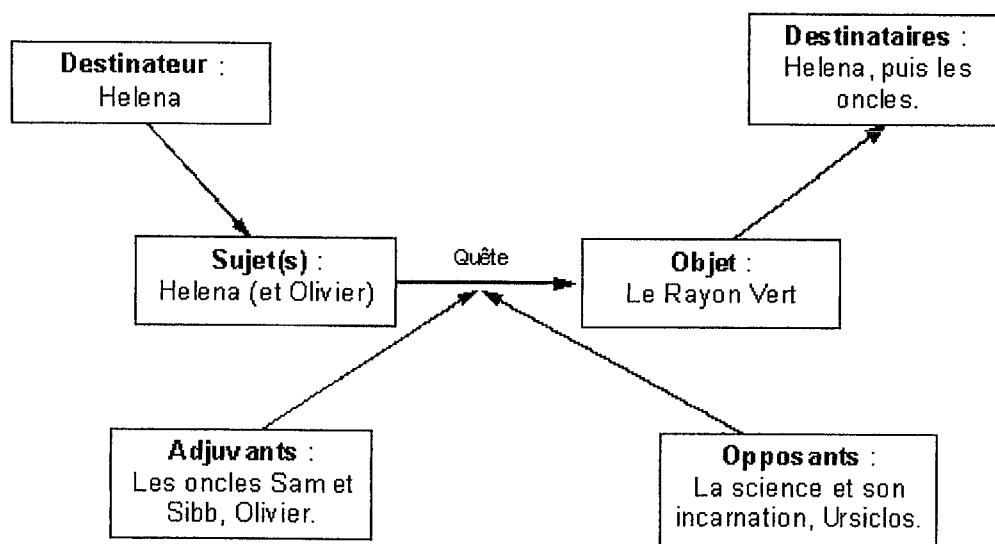 Destinateur :
Helena
Destinataires :
Helena, puis les
oncles.
Sujet(s) :
Helena (et Olivier)
Quête
Objet :
Le Rayon Vert
Adjuvants :
Les oncles Sam et
Sibb, Olivier.
Opposants :
La science et son
incarnation, Ursiclos.